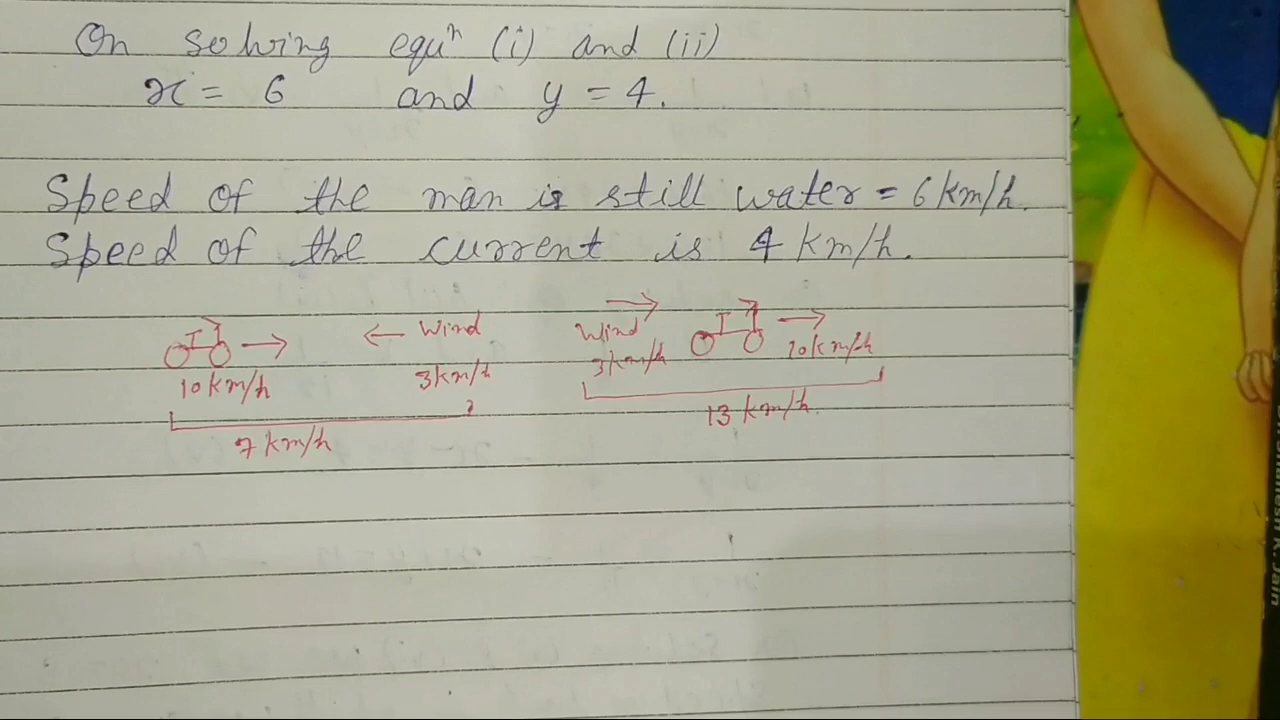 On solving equⁿ (i) and (ii)
x = 6 and y = 4.
Speed of the man is still water = 6 km/h.
Speed of the current is 4 km/h.
← Wind
10 km/h 3 km/h
7 km/h
Wind
3 km/h 10 km/h
13 km/h.
K. Jain